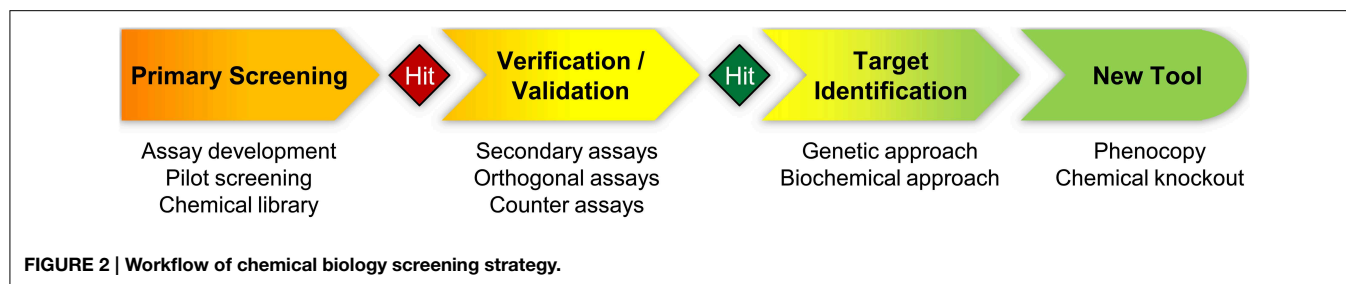 Primary Screening
Hit
Verification /
Validation
Hit
Target
Identification
New Tool
Assay development
Pilot screening
Chemical library
Secondary assays
Orthogonal assays
Counter assays
Genetic approach
Biochemical approach
Phenocopy
Chemical knockout
FIGURE 2 | Workflow of chemical biology screening strategy.